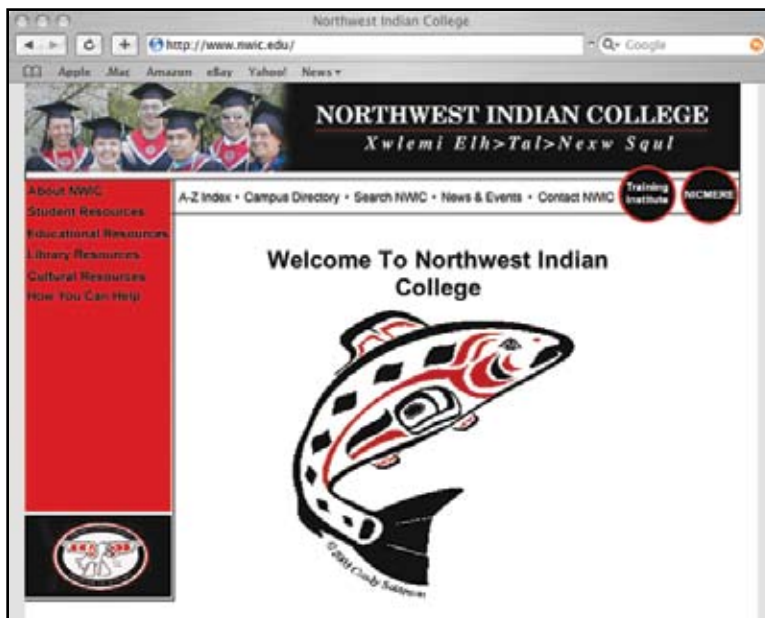 Northwest Indian College
http://www.nwic.edu/
Google
Apple .Mac Amazon eBay Yahoo! News
NORTHWEST INDIAN COLLEGE
Xwlemi Elh>Tal>Nexw Squl
About NWIC
Student Resources
Educational Resources
Library Resources
Cultural Resources
How You Can Help
A-Z Index • Campus Directory • Search NWIC • News & Events • Contact NWIC
Training
Institute
NICMERE
Welcome To Northwest Indian
College